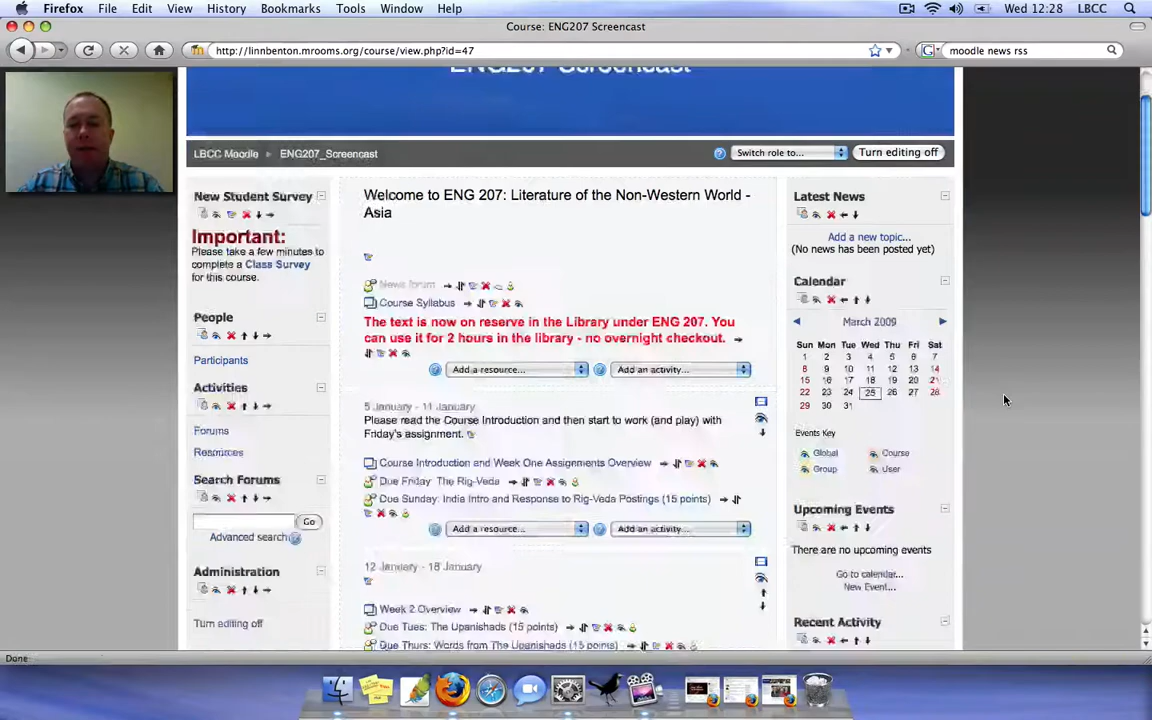 Firefox File Edit View History Bookmarks Tools Window Help Wed 12:28 LBCC
Course: ENG207 Screencast
http://linnbenton.mrooms.org/course/view.php?id=47
moodle news rss
ENG207 Screencast
LBCC Moodle ► ENG207_Screencast
Switch role to...
Turn editing off
New Student Survey
Important:
Please take a few minutes to
complete a Class Survey
for this course.
People
Participants
Activities
Forums
Resources
Search Forums
Go
Advanced search
Administration
Turn editing off
Welcome to ENG 207: Literature of the Non-Western World -
Asia
News forum
Course Syllabus
The text is now on reserve in the Library under ENG 207. You
can use it for 2 hours in the library - no overnight checkout.
Add a resource... Add an activity...
5 January - 11 January
Please read the Course Introduction and then start to work (and play) with
Friday's assignment.
Course Introduction and Week One Assignments Overview
Due Friday: The Rig-Veda
Due Sunday: India Intro and Response to Rig-Veda Postings (15 points)
Add a resource... Add an activity...
12 January - 18 January
Week 2 Overview
Due Tues: The Upanishads (15 points)
Due Thurs: Words from The Upanishads (15 points)
Latest News
Add a new topic...
(No news has been posted yet)
Calendar
March 2009
Sun Mon Tue Wed Thu Fri Sat
1 2 3 4 5 6 7
8 9 10 11 12 13 14
15 16 17 18 19 20 21
22 23 24 25 26 27 28
29 30 31
Events Key
Global Course
Group User
Upcoming Events
There are no upcoming events
Go to calendar...
New Event...
Recent Activity
Done